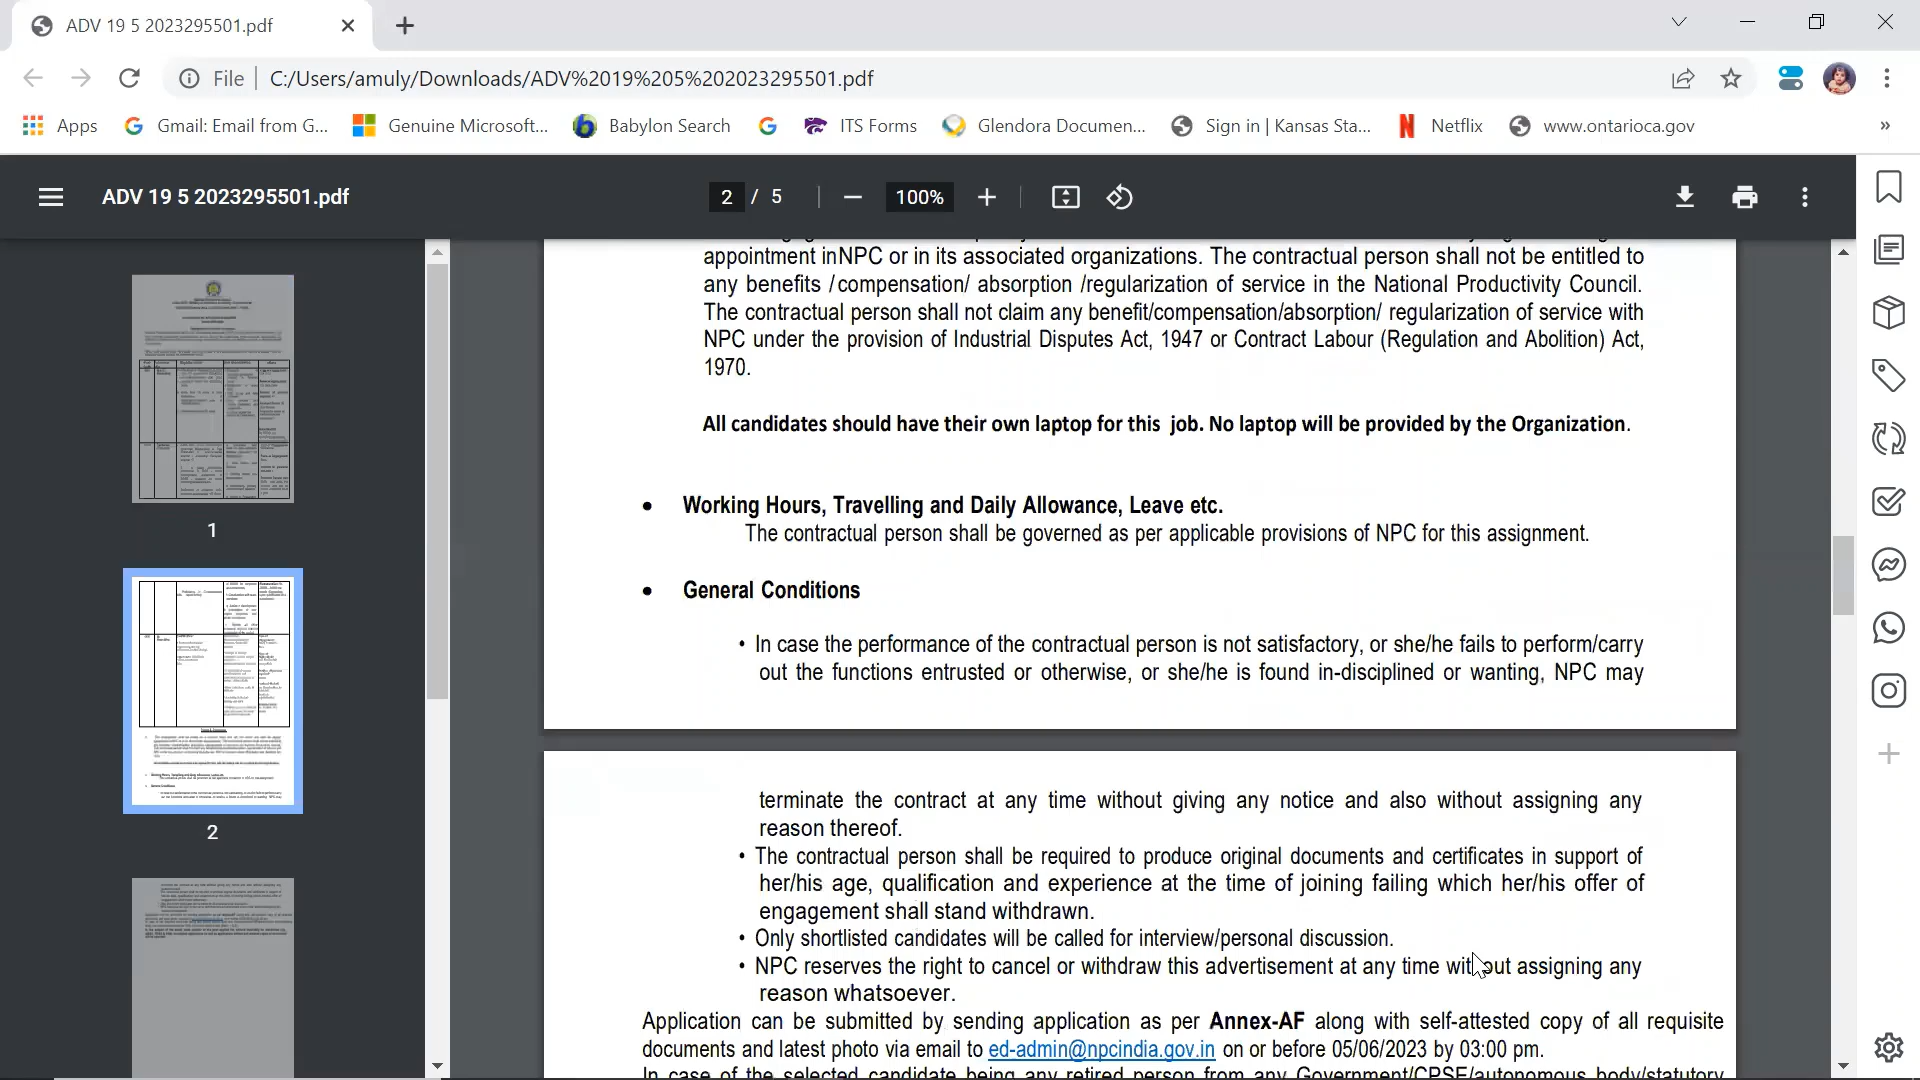 ADV 19 5 2023295501.pdf
File
C:/Users/amuly/Downloads/ADV%2019%205%202023295501.pdf
Apps
Gmail: Email from G...
Genuine Microsoft...
Babylon Search
ITS Forms
Glendora Documen...
Sign in | Kansas Sta...
Netflix
www.ontarioca.gov
»
ADV 19 5 2023295501.pdf
2 / 5
100%
appointment inNPC or in its associated organizations. The contractual person shall not be entitled to
any benefits /compensation/ absorption /regularization of service in the National Productivity Council.
The contractual person shall not claim any benefit/compensation/absorption/ regularization of service with
NPC under the provision of Industrial Disputes Act, 1947 or Contract Labour (Regulation and Abolition) Act,
1970.
All candidates should have their own laptop for this job. No laptop will be provided by the Organization.
• Working Hours, Travelling and Daily Allowance, Leave etc.
The contractual person shall be governed as per applicable provisions of NPC for this assignment.
• General Conditions
• In case the performance of the contractual person is not satisfactory, or she/he fails to perform/carry
out the functions entrusted or otherwise, or she/he is found in-disciplined or wanting, NPC may
terminate the contract at any time without giving any notice and also without assigning any
reason thereof.
• The contractual person shall be required to produce original documents and certificates in support of
her/his age, qualification and experience at the time of joining failing which her/his offer of
engagement shall stand withdrawn.
• Only shortlisted candidates will be called for interview/personal discussion.
• NPC reserves the right to cancel or withdraw this advertisement at any time without assigning any
reason whatsoever.
Application can be submitted by sending application as per Annex-AF along with self-attested copy of all requisite
documents and latest photo via email to ed-admin@npcindia.gov.in on or before 05/06/2023 by 03:00 pm.
In case of the selected candidate being any retired person from any Government/CPSE/autonomous body/statutory
1
2